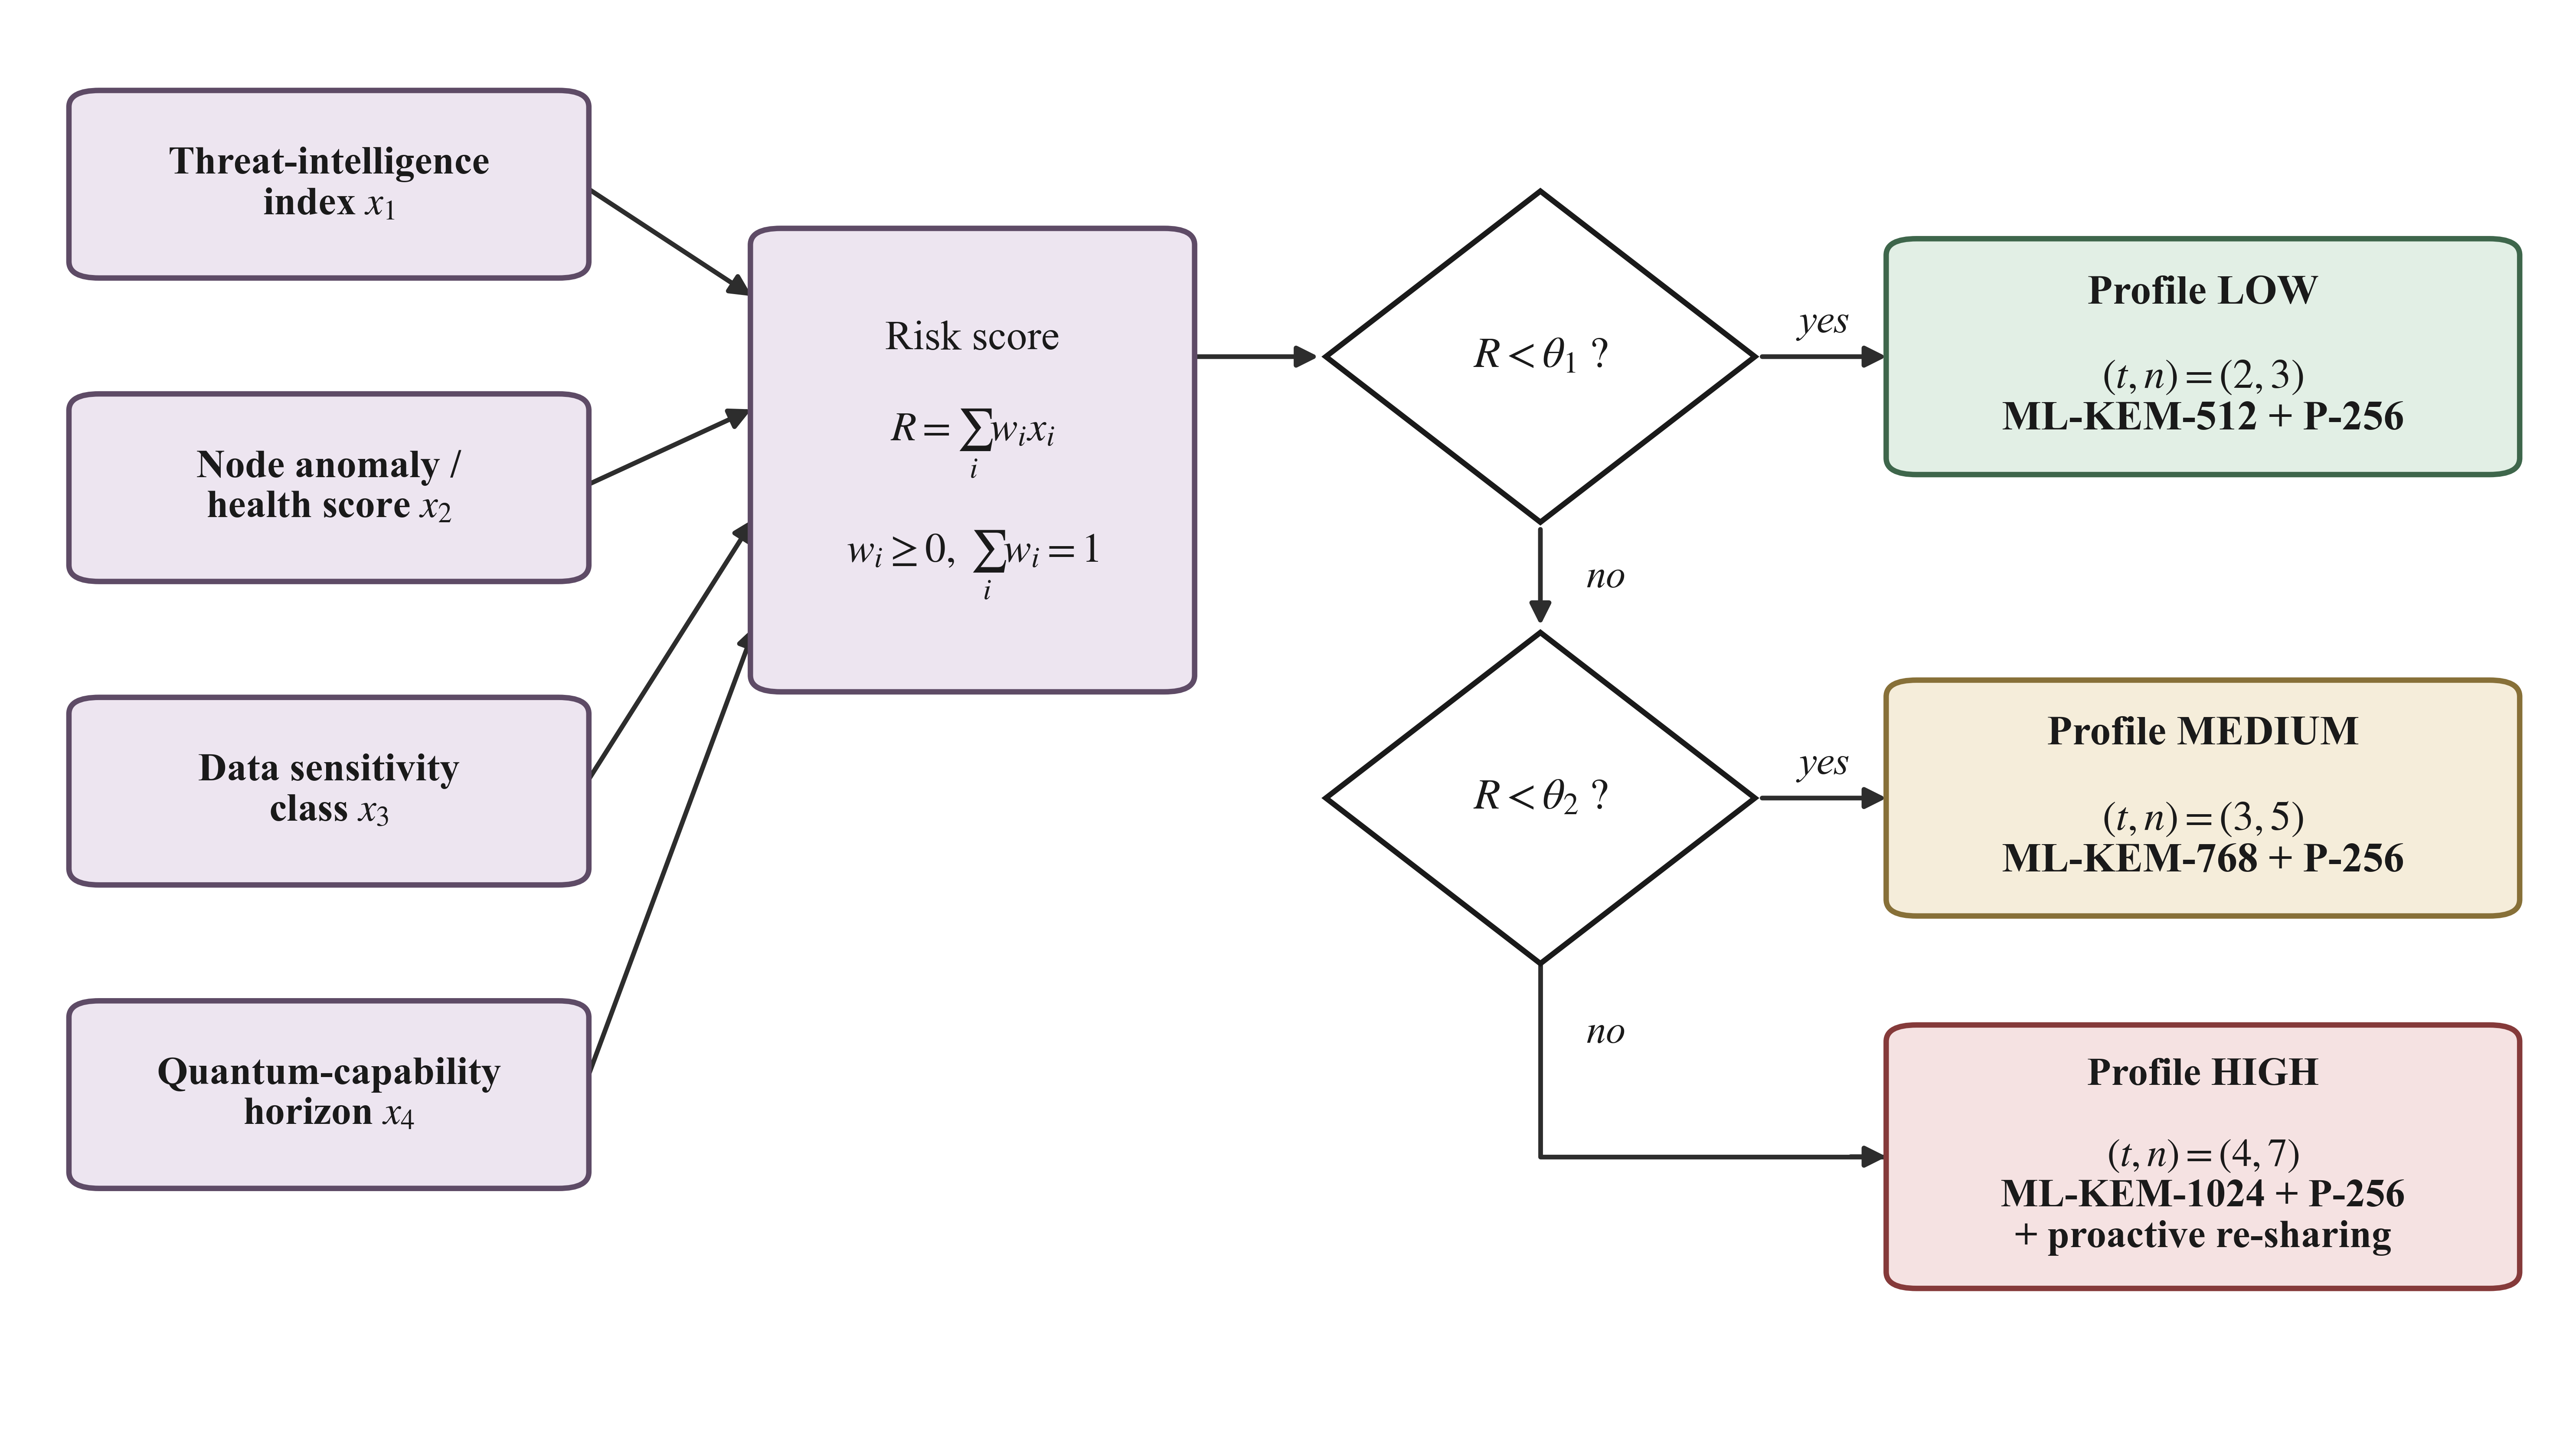 Threat-intelligence
index x₁
Node anomaly /
health score x₂
Data sensitivity
class x₃
Quantum-capability
horizon x₄
Risk score
R = ∑ᵢ wᵢxᵢ
wᵢ ≥ 0, ∑ᵢ wᵢ = 1
R < θ₁ ?
yes
no
R < θ₂ ?
yes
no
Profile LOW
(t, n) = (2, 3)
ML-KEM-512 + P-256
Profile MEDIUM
(t, n) = (3, 5)
ML-KEM-768 + P-256
Profile HIGH
(t, n) = (4, 7)
ML-KEM-1024 + P-256
+ proactive re-sharing